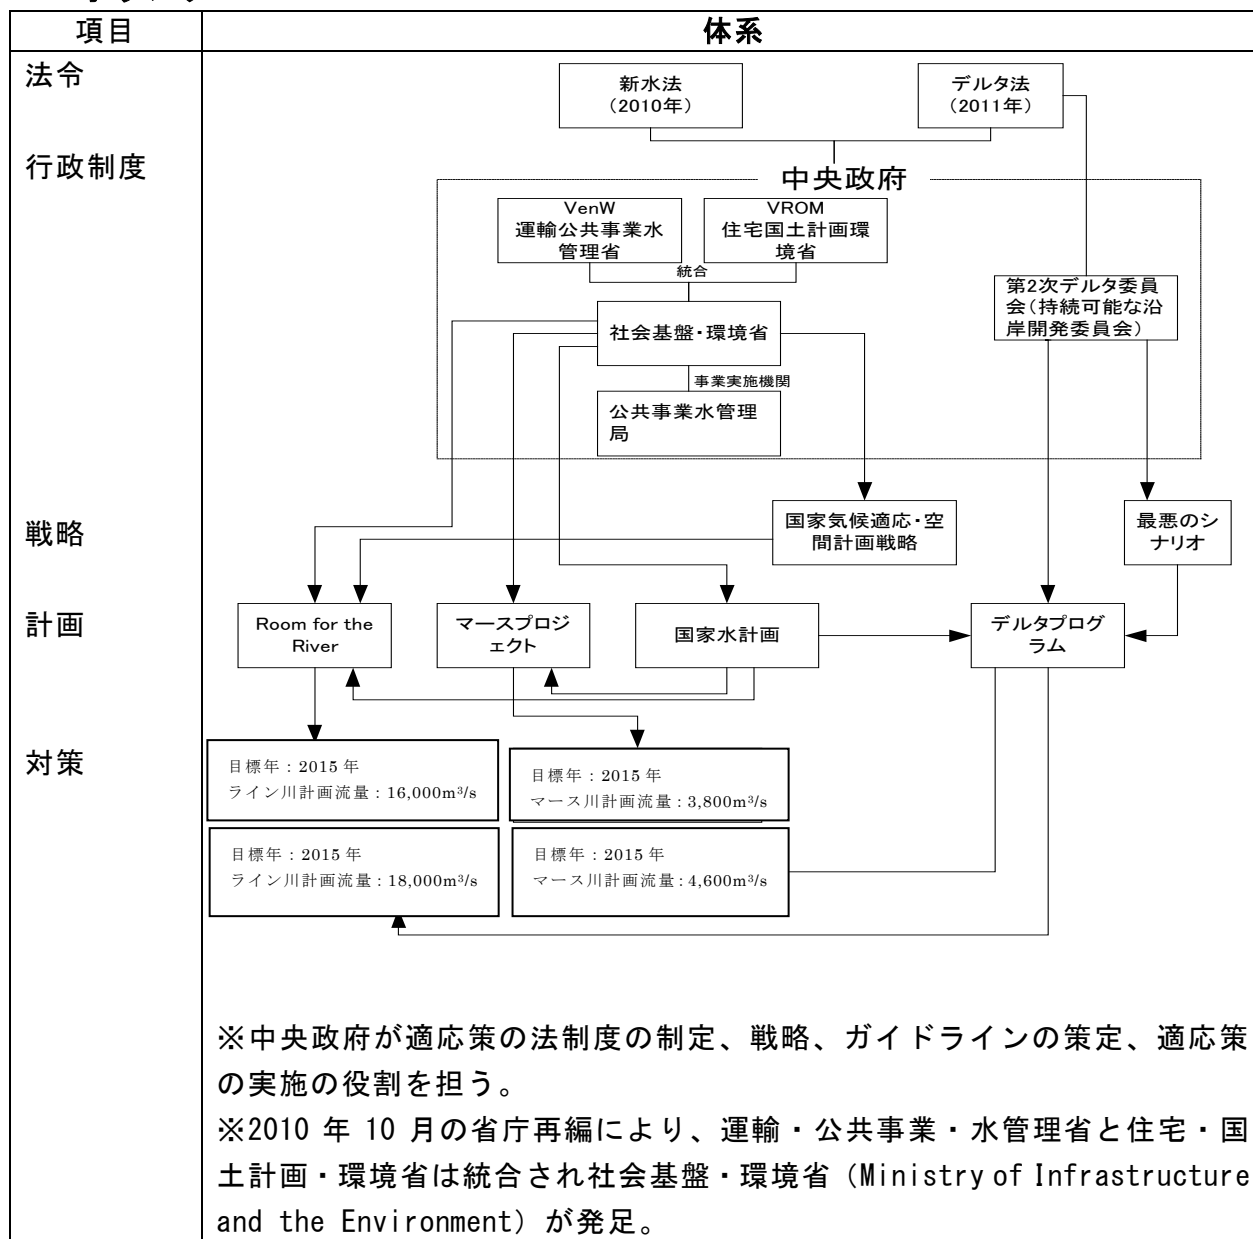 項目
体系
法令
新水法
(2010年)
デルタ法
(2011年)
行政制度
中央政府
VenW
運輸公共事業水
管理省
VROM
住宅国土計画環
境省
統合
第2次デルタ委員
会(持続可能な沿
岸開発委員会)
社会基盤・環境省
事業実施機関
公共事業水管理
局
戦略
国家気候適応・空
間計画戦略
最悪のシ
ナリオ
計画
Room for the
River
マースプロジ
ェクト
国家水計画
デルタプログ
ラム
対策
目標年：2015年
ライン川計画流量：16,000m³/s
目標年：2015年
マース川計画流量：3,800m³/s
目標年：2015年
ライン川計画流量：18,000m³/s
目標年：2015年
マース川計画流量：4,600m³/s
※中央政府が適応策の法制度の制定、戦略、ガイドラインの策定、適応策
の実施の役割を担う。
※2010 年 10 月の省庁再編により、運輸・公共事業・水管理省と住宅・国
土計画・環境省は統合され社会基盤・環境省（Ministry of Infrastructure
and the Environment）が発足。